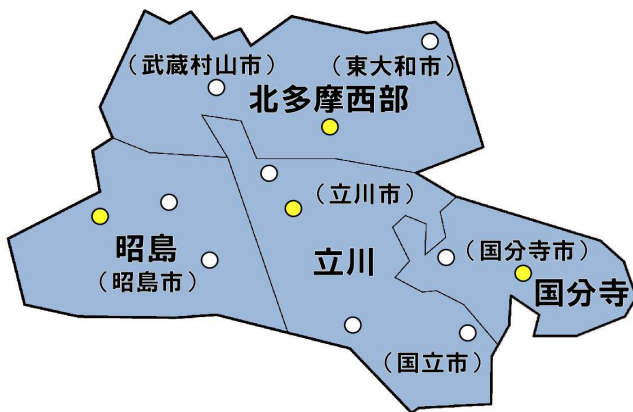 （東大和市）
（武蔵村山市）
北多摩西部
（立川市）
昭島
（昭島市）
立川
（国分寺市）
国分寺
（国立市）